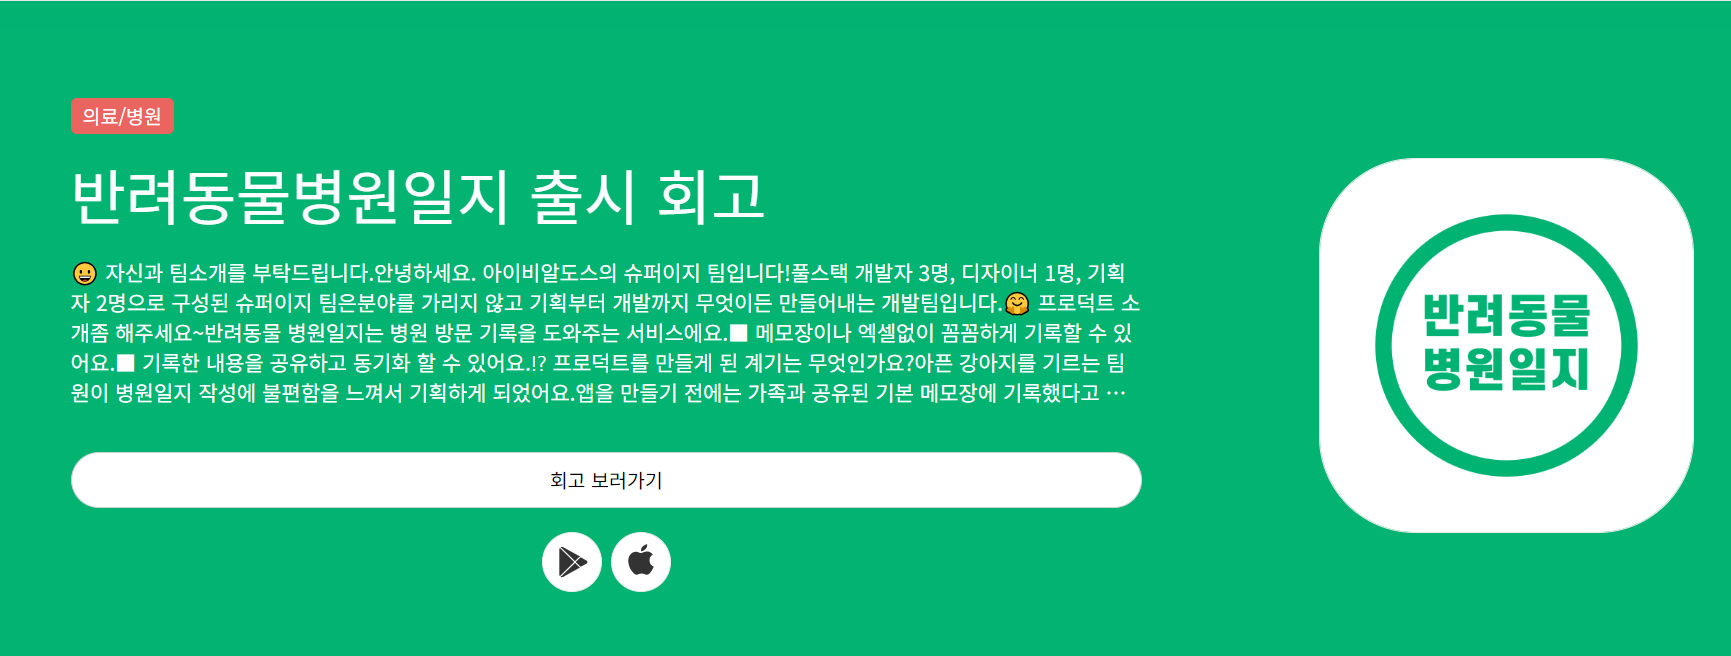 의료/병원
반려동물병원일지 출시 회고
😀 자신과 팀소개를 부탁드립니다.안녕하세요. 아이비알도스의 슈퍼이지 팀입니다!풀스택 개발자 3명, 디자이너 1명, 기획
자 2명으로 구성된 슈퍼이지 팀은분야를 가리지 않고 기획부터 개발까지 무엇이든 만들어내는 개발팀입니다.🤗 프로덕트 소
개좀 해주세요~반려동물 병원일지는 병원 방문 기록을 도와주는 서비스에요.■ 메모장이나 엑셀없이 꼼꼼하게 기록할 수 있
어요.■ 기록한 내용을 공유하고 동기화 할 수 있어요.⁉ 프로덕트를 만들게 된 계기는 무엇인가요?아픈 강아지를 기르는 팀
원이 병원일지 작성에 불편함을 느껴서 기획하게 되었어요.앱을 만들기 전에는 가족과 공유된 기본 메모장에 기록했다고 …
회고 보러가기
반려동물
병원일지